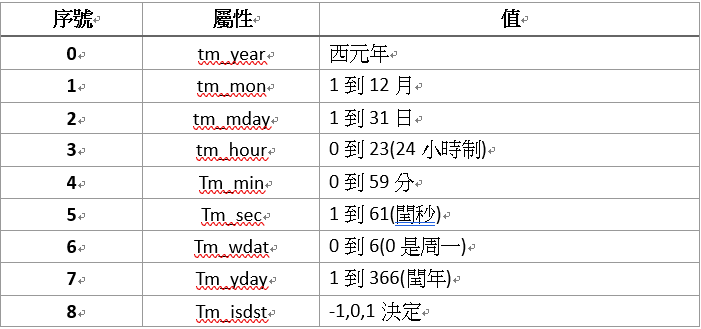 序號 屬性 值
0 tm_year 西元年
1 tm_mon 1 到 12 月
2 tm_mday 1 到 31 日
3 tm_hour 0 到 23(24 小時制)
4 Tm_min 0 到 59 分
5 Tm_sec 1 到 61(閏秒)
6 Tm_wdat 0 到 6(0 是周一)
7 Tm_yday 1 到 366(閏年)
8 Tm_isdst -1,0,1 決定